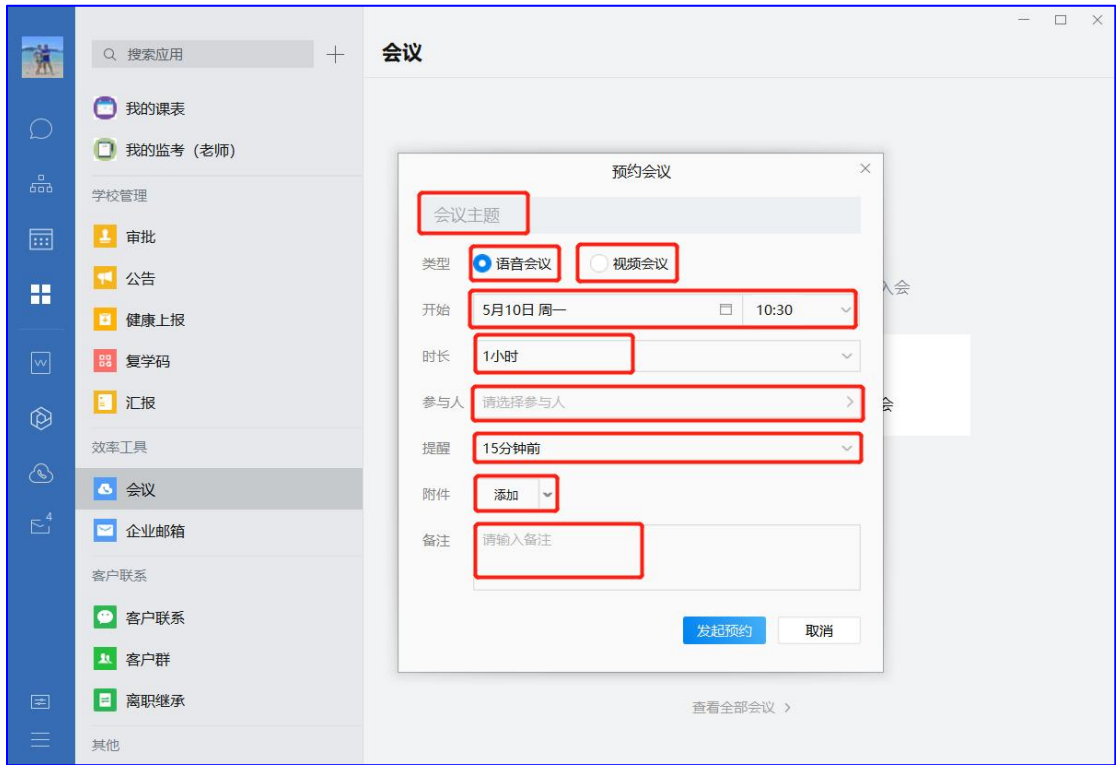 搜索应用
会议
我的课表
我的监考（老师）
学校管理
审批
公告
健康上报
复学码
汇报
效率工具
会议
企业邮箱
客户联系
客户联系
客户群
离职继承
其他
4
预约会议
会议主题
类型 语音会议 视频会议
开始 5月10日 周一 10:30
时长 1小时
参与人 请选择参与人
提醒 15分钟前
附件 添加
备注 请输入备注
发起预约 取消
入会
会
查看全部会议